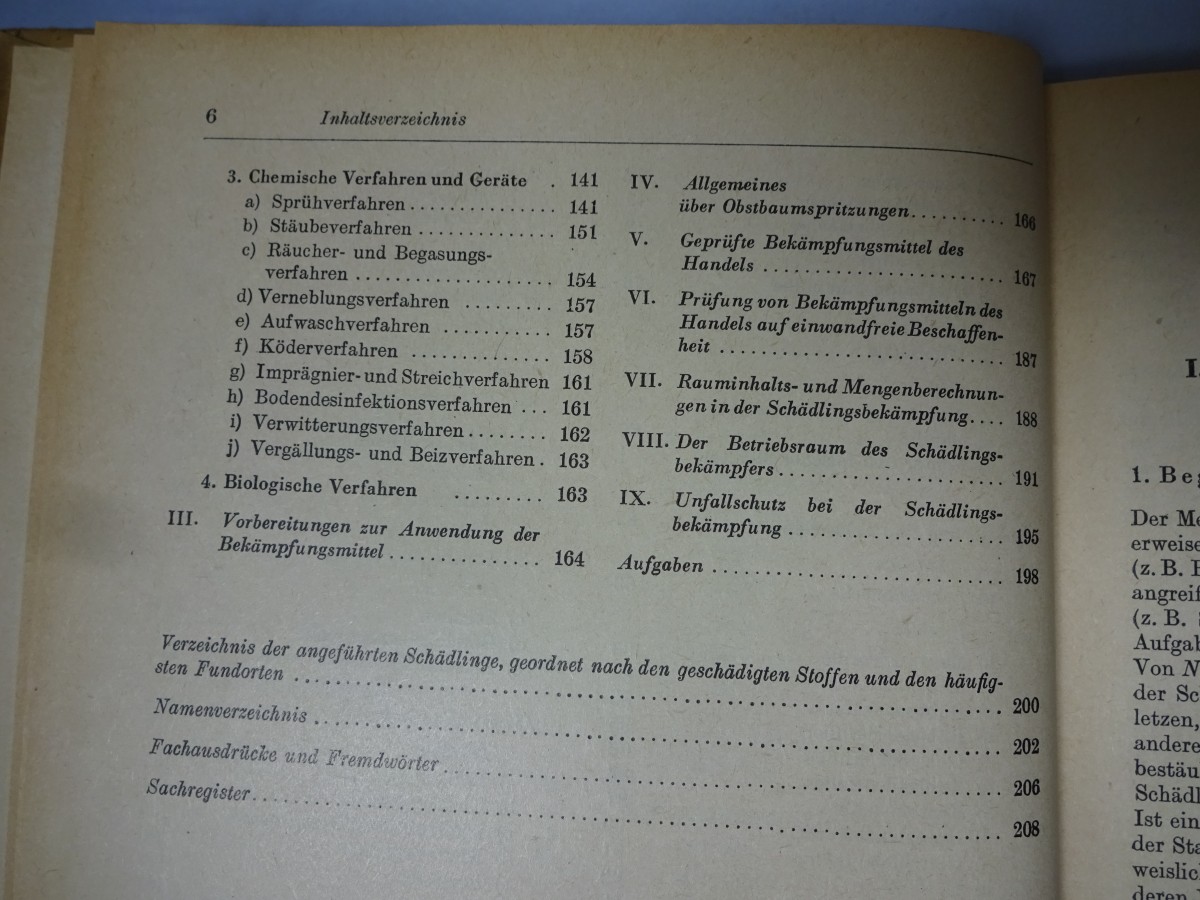 6 Inhaltsverzeichnis
3. Chemische Verfahren und Geräte . 141
a) Sprühverfahren ............... 141
b) Stäubeverfahren .............. 151
c) Räucher- und Begasungs-
verfahren .................... 154
d) Verneblungsverfahren ......... 157
e) Aufwaschverfahren ........... 157
f) Köderverfahren .............. 158
g) Imprägnier- und Streichverfahren 161
h) Bodendesinfektionsverfahren ... 161
i) Verwitterungsverfahren ........ 162
j) Vergällungs- und Beizverfahren . 163
4. Biologische Verfahren ......... 163
III. Vorbereitungen zur Anwendung der
Bekämpfungsmittel ............... 164
IV. Allgemeines
über Obstbaumspritzungen .......... 166
V. Geprüfte Bekämpfungsmittel des
Handels ......................... 167
VI. Prüfung von Bekämpfungsmitteln des
Handels auf einwandfreie Beschaffen-
heit ............................. 187
VII. Rauminhalts- und Mengenberechnun-
gen in der Schädlingsbekämpfung .... 188
VIII. Der Betriebsraum des Schädlings-
bekämpfers ....................... 191
IX. Unfallschutz bei der Schädlings-
bekämpfung ....................... 195
Aufgaben .............................. 198
Verzeichnis der angeführten Schädlinge, geordnet nach den geschädigten Stoffen und den häufig-
sten Fundorten ........................................ 200
Namenverzeichnis ........................................ 202
Fachausdrücke und Fremdwörter ........................................ 206
Sachregister ........................................ 208
1. Beg
Der Me
erweise
(z. B. B
angreif
(z. B.
Aufgab
Von N
der Sc
letzen,
andere
bestäu
Schädl
Ist ein
der Sta
weislic
deren